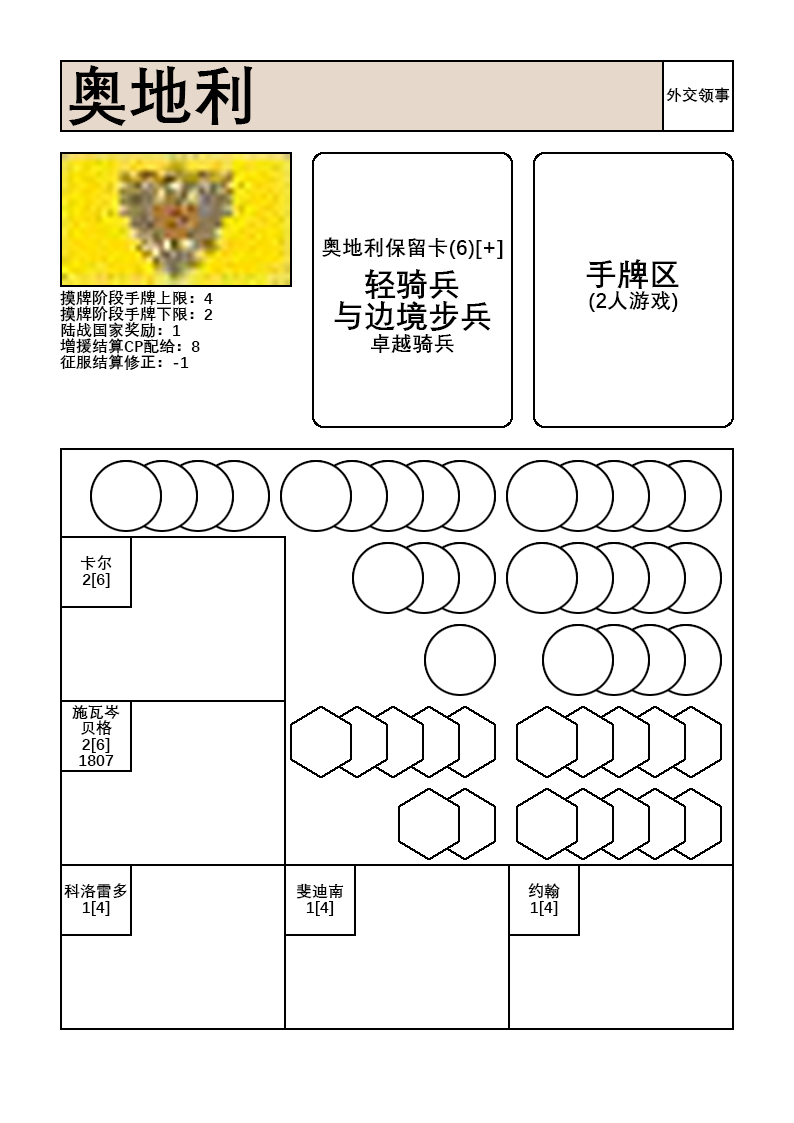 奥地利
外交领事
摸牌阶段手牌上限：4
摸牌阶段手牌下限：2
陆战国家奖励：1
增援结算CP配给：8
征服结算修正：-1
奥地利保留卡(6)[+]
轻骑兵
与边境步兵
卓越骑兵
手牌区
(2人游戏)
卡尔
2[6]
施瓦岑
贝格
2[6]
1807
科洛雷多
1[4]
斐迪南
1[4]
约翰
1[4]